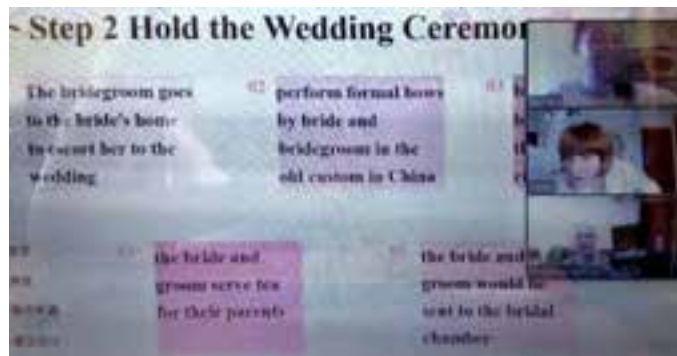 Step 2 Hold the Wedding Ceremon
The bridegroom goes
to the bride's home
to escort her to the
wedding
02
perform formal bows
by bride and
bridegroom in the
old custom in China
03
the bride and
groom serve tea
for their parents
the bride and
groom would be
sent to the bridal
chamber